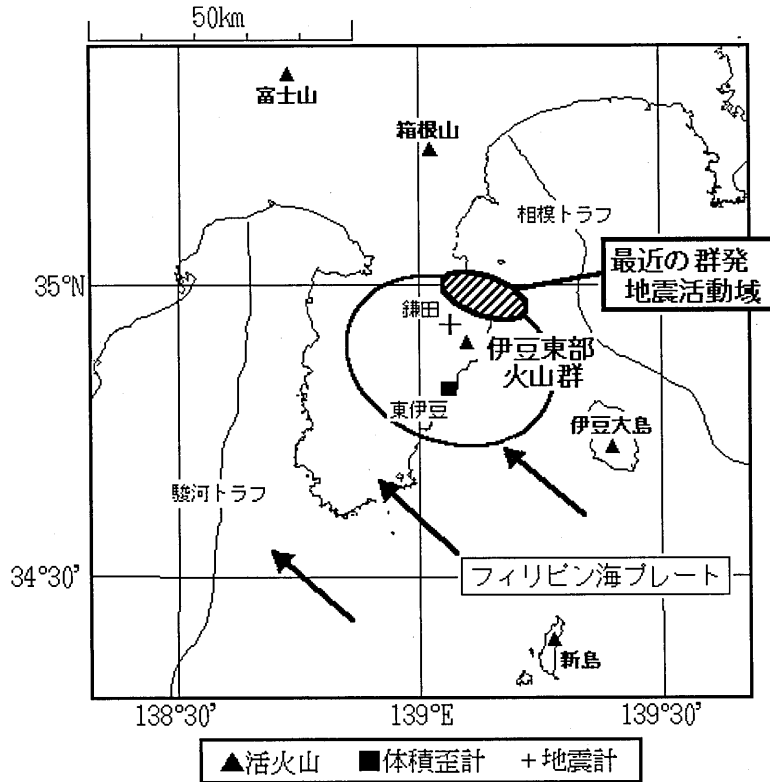 50km
富士山
箱根山
相模トラフ
最近の群発
地震活動域
35°N
鎌田
伊豆東部
火山群
東伊豆
伊豆大島
駿河トラフ
34°30'
フィリピン海プレート
新島
138°30'
139°E
139°30'
▲活火山 ■体積歪計 +地震計